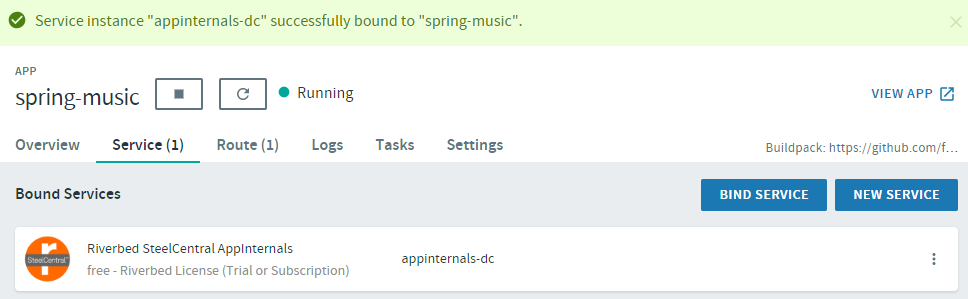 Service instance "appinternals-dc" successfully bound to "spring-music".
APP
spring-music
Running
VIEW APP
Overview Service (1) Route (1) Logs Tasks Settings
Buildpack: https://github.com/f...
Bound Services
BIND SERVICE
NEW SERVICE
r
SteelCentral™
Riverbed SteelCentral AppInternals
free - Riverbed License (Trial or Subscription)
appinternals-dc